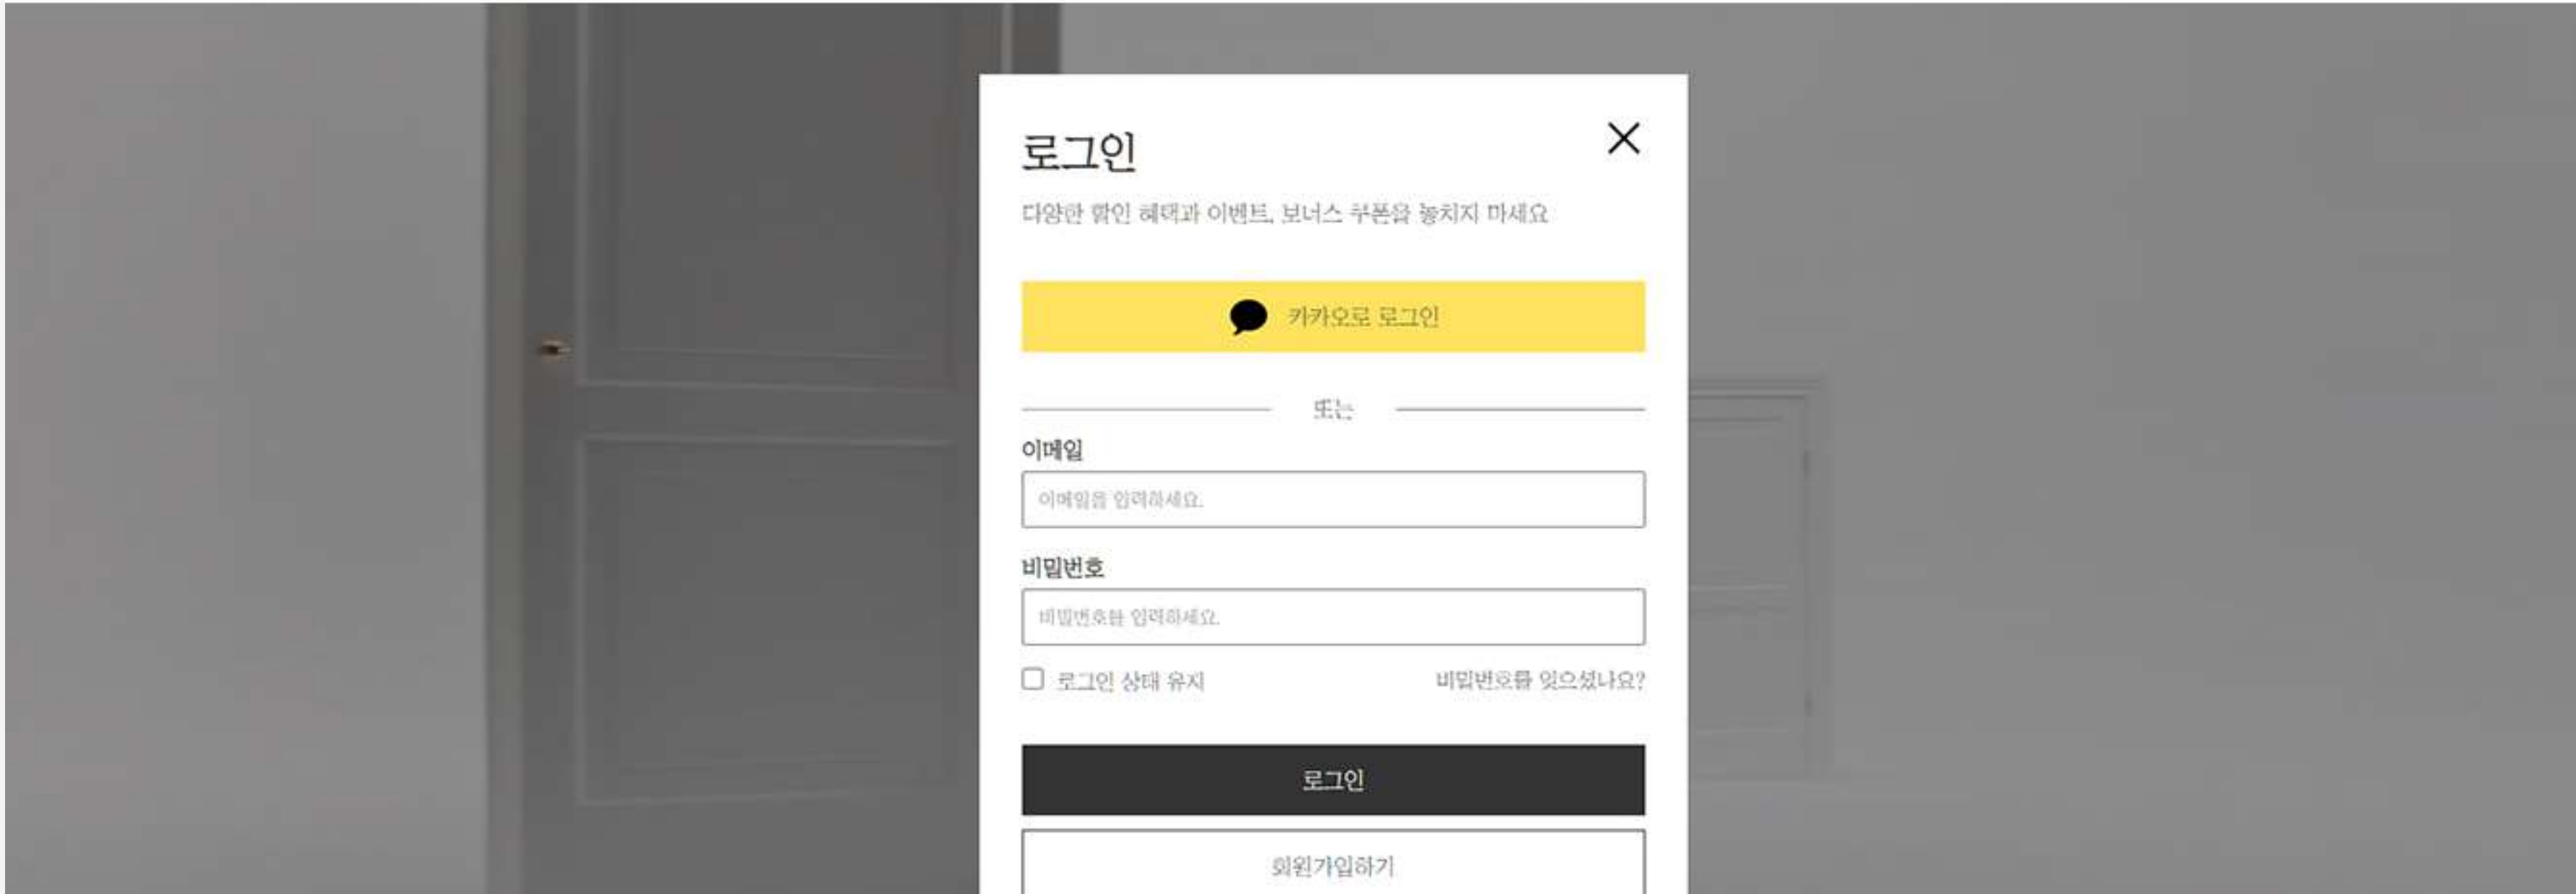 로그인
다양한 할인 혜택과 이벤트, 보너스 쿠폰을 놓치지 마세요
카카오로 로그인
또는
이메일
이메일을 입력하세요.
비밀번호
비밀번호를 입력하세요.
로그인 상태 유지
비밀번호를 잊으셨나요?
로그인
회원가입하기